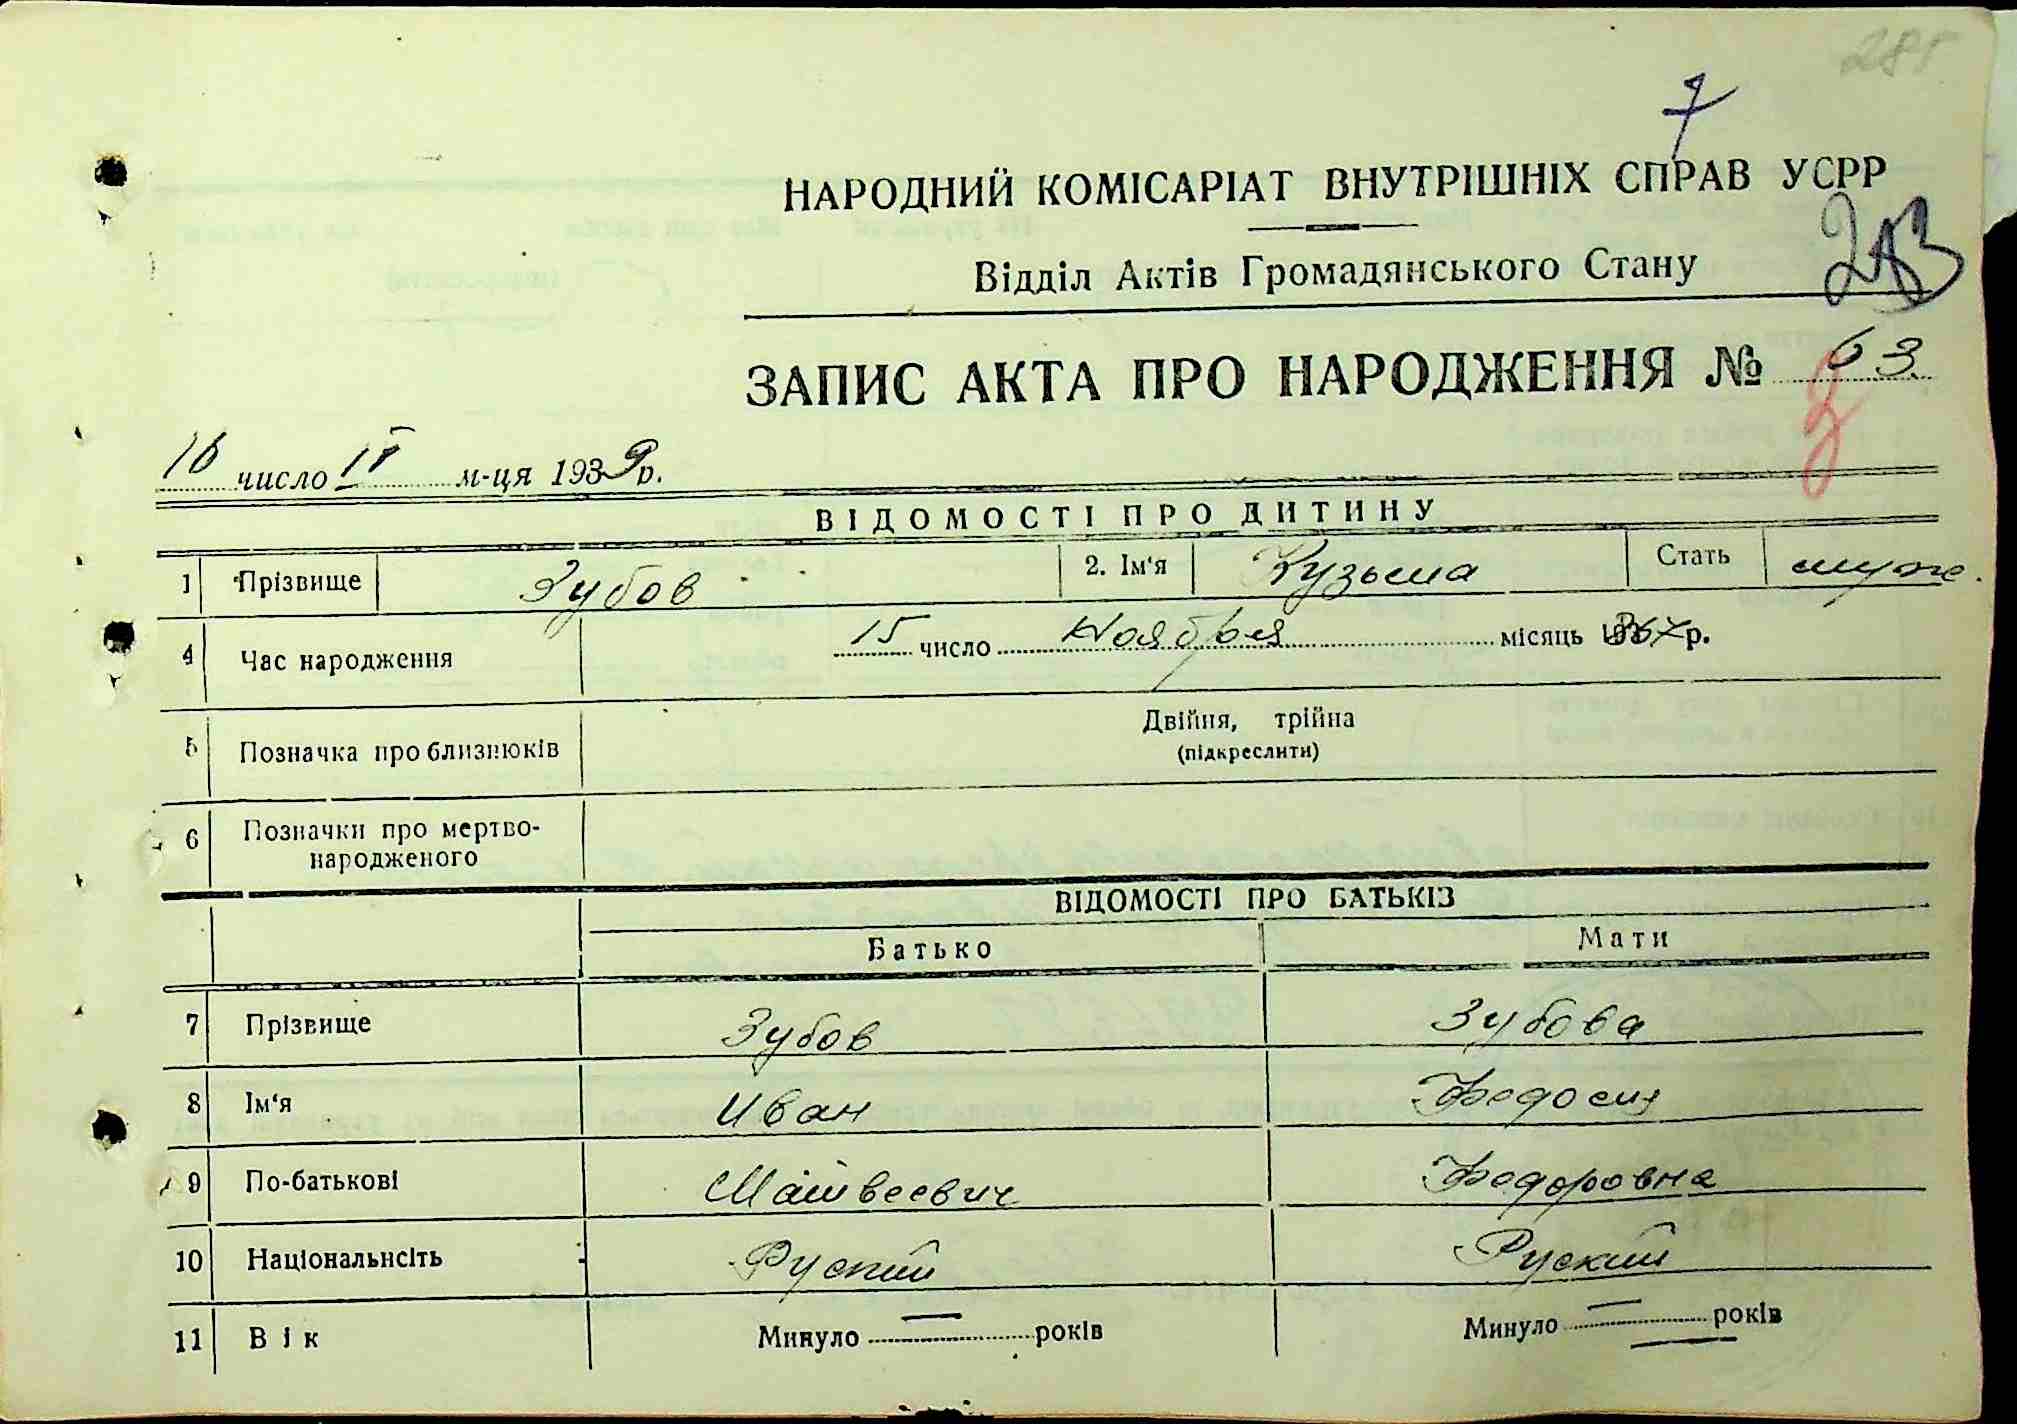 285
7
НАРОДНИЙ КОМІСАРІАТ ВНУТРІШНІХ СПРАВ УСРР
Відділ Актів Громадянського Стану
ЗАПИС АКТА ПРО НАРОДЖЕННЯ № 63
16 число м-ця 1939 р.
ВІДОМОСТІ ПРО ДИТИНУ
1 Прізвище Зубов 2. Ім'я Кузьма Стать муж.
4 Час народження 15 число Ноября місяць р.
5 Позначка про близнюків Двійня, трійна
(підкреслити)
6 Позначки про мертво-
народженого
ВІДОМОСТІ ПРО БАТЬКІЗ
Батько Мати
7 Прізвище Зубов Зубова
8 Ім'я Иван Федосия
9 По-батькові Матвеевич Федоровна
10 Національнсіть Руский Руский
11 Вік Минуло — років Минуло — років